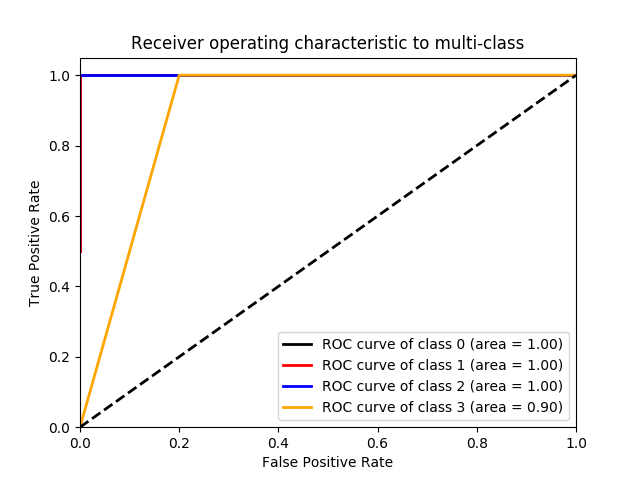 Receiver operating characteristic to multi-class
1.0
0.8
0.6
0.4
0.2
0.0
True Positive Rate
ROC curve of class 0 (area = 1.00)
ROC curve of class 1 (area = 1.00)
ROC curve of class 2 (area = 1.00)
ROC curve of class 3 (area = 0.90)
0.0 0.2 0.4 0.6 0.8 1.0
False Positive Rate